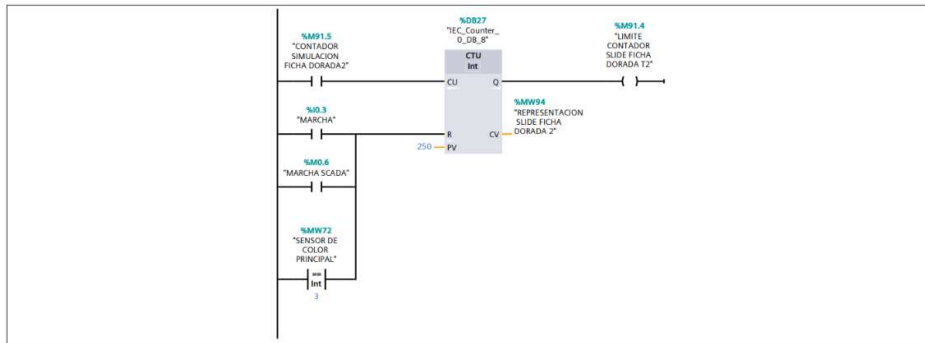 %DB27
"IEC_Counter_
0_DB_8"
%M91.5
"CONTADOR
SIMULACION
FICHA DORADA2"
%M91.4
"LIMITE
CONTADOR
SLIDE FICHA
DORADA T2"
CTU
Int
CU
Q
%I0.3
"MARCHA"
%MW94
"REPRESENTACION
SLIDE FICHA
DORADA 2"
R
CV
250
PV
%M0.6
"MARCHA SCADA"
%MW72
"SENSOR DE
COLOR
PRINCIPAL"
==
Int
3